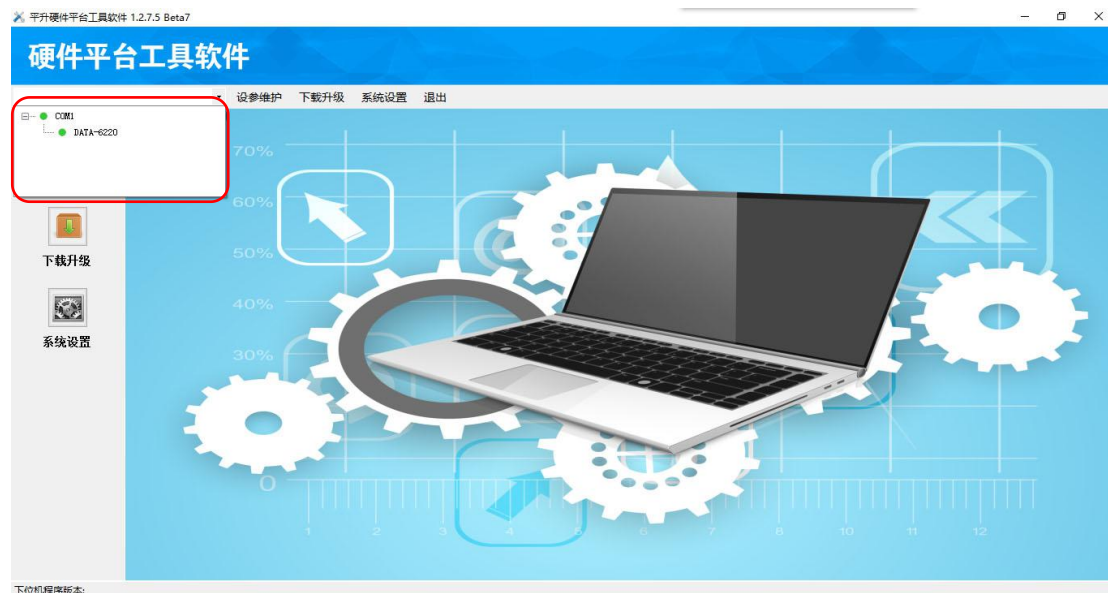 平升硬件平台工具软件 1.2.7.5 Beta7
硬件平台工具软件
设参维护 下载升级 系统设置 退出
COM1
DATA-6220
下载升级
系统设置
70%
60%
50%
40%
30%
0
1 2 3 4 5 6 7 8 10 11 12
下位机程序版本: